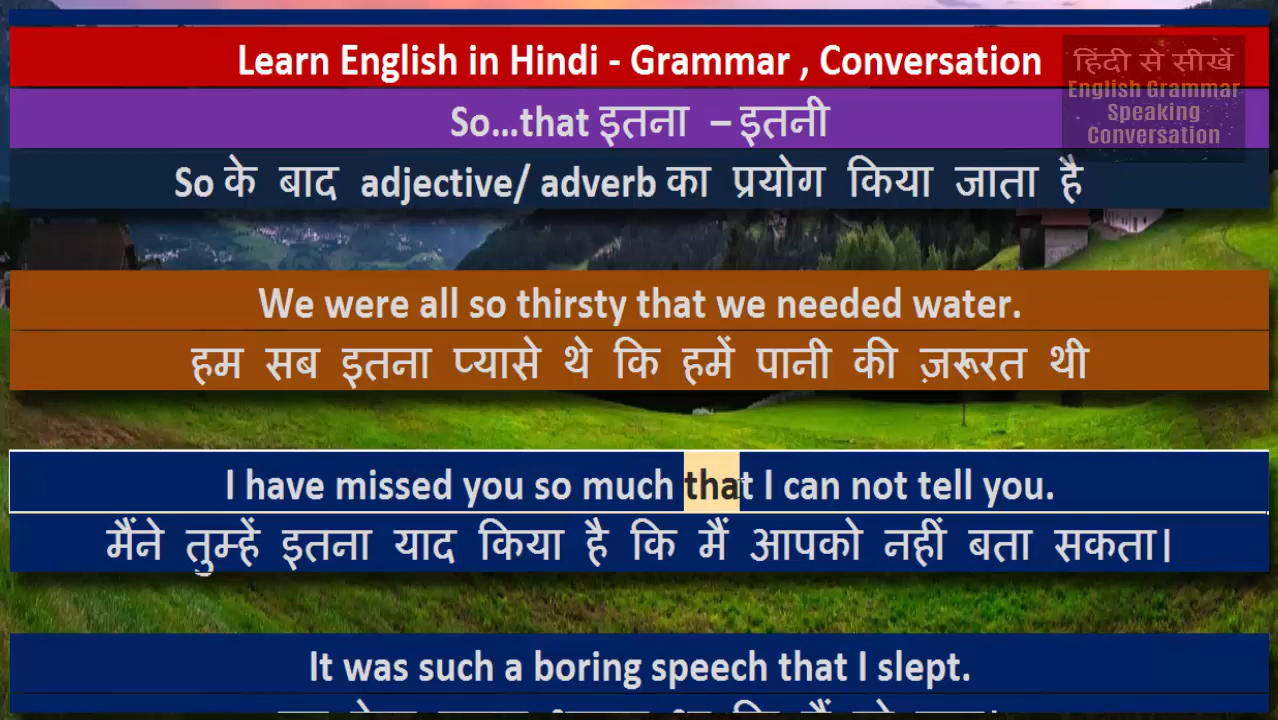 Learn English in Hindi - Grammar , Conversation
हिंदी से सीखें
English Grammar
Speaking
Conversation
So...that इतना – इतनी
So के बाद adjective/ adverb का प्रयोग किया जाता है
We were all so thirsty that we needed water.
हम सब इतना प्यासे थे कि हमें पानी की ज़रूरत थी
I have missed you so much that I can not tell you.
मैंने तुम्हें इतना याद किया है कि मैं आपको नहीं बता सकता।
It was such a boring speech that I slept.